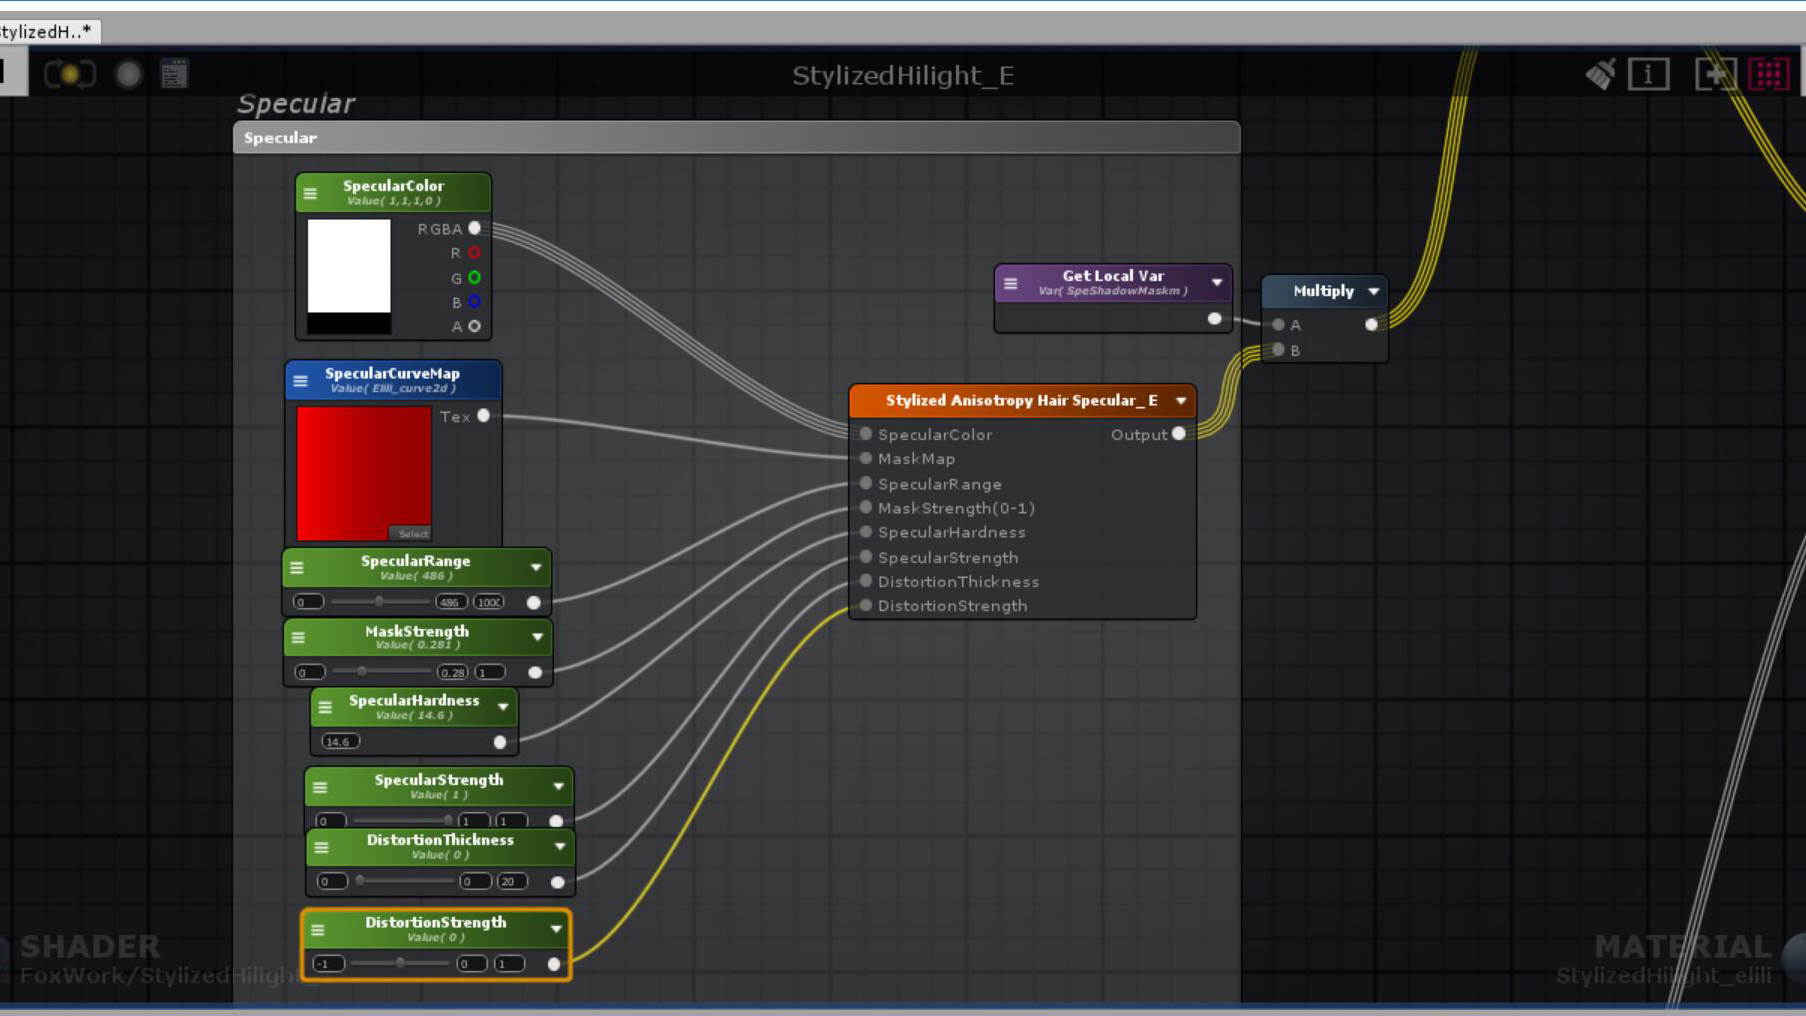 tylizedH..*
StylizedHilight_E
Specular
Specular
SpecularColor
Value( 1,1,1,0 )
RGBA
R
G
B
A
Get Local Var
Var( SpeShadowMaskm )
Multiply
A
B
SpecularCurveMap
Value( Elili_curve2d )
Tex
Select
Stylized Anisotropy Hair Specular_E
SpecularColor
Output
MaskMap
SpecularRange
MaskStrength(0-1)
SpecularHardness
SpecularStrength
DistortionThickness
DistortionStrength
SpecularRange
Value( 486 )
0 486 100
MaskStrength
Value( 0.281 )
0 0.28 1
SpecularHardness
Value( 14.6 )
14.6
SpecularStrength
Value( 1 )
0 1 1
DistortionThickness
Value( 0 )
0 0 20
DistortionStrength
Value( 0 )
-1 0 1
SHADER
FoxWork/StylizedHilight_
MATERIAL
StylizedHilight_elili